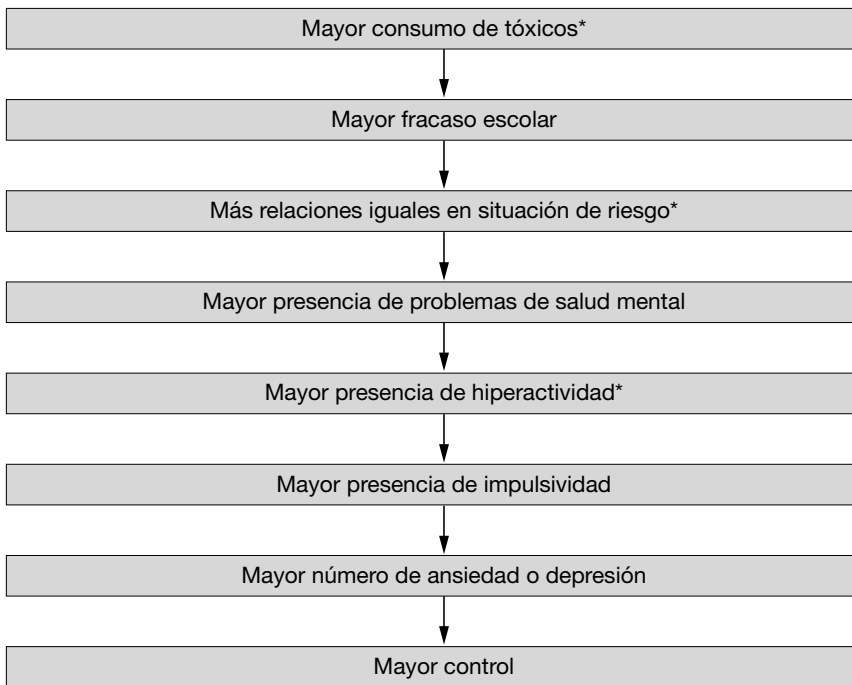 Mayor consumo de tóxicos*
Mayor fracaso escolar
Más relaciones iguales en situación de riesgo*
Mayor presencia de problemas de salud mental
Mayor presencia de hiperactividad*
Mayor presencia de impulsividad
Mayor número de ansiedad o depresión
Mayor control